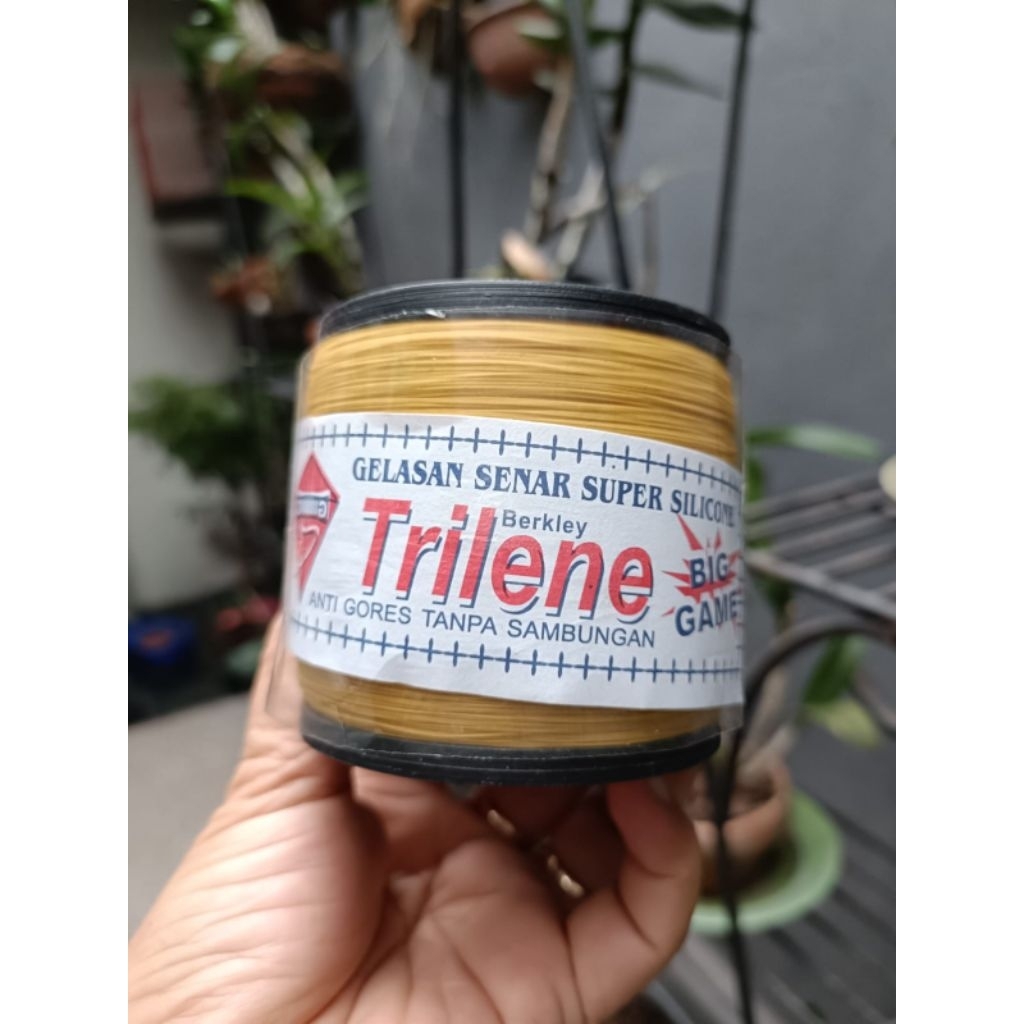 GELASAN SENAR SUPER SILICONE
Berkley
Trilene
BIG
GAME
ANTI GORES TANPA SAMBUNGAN